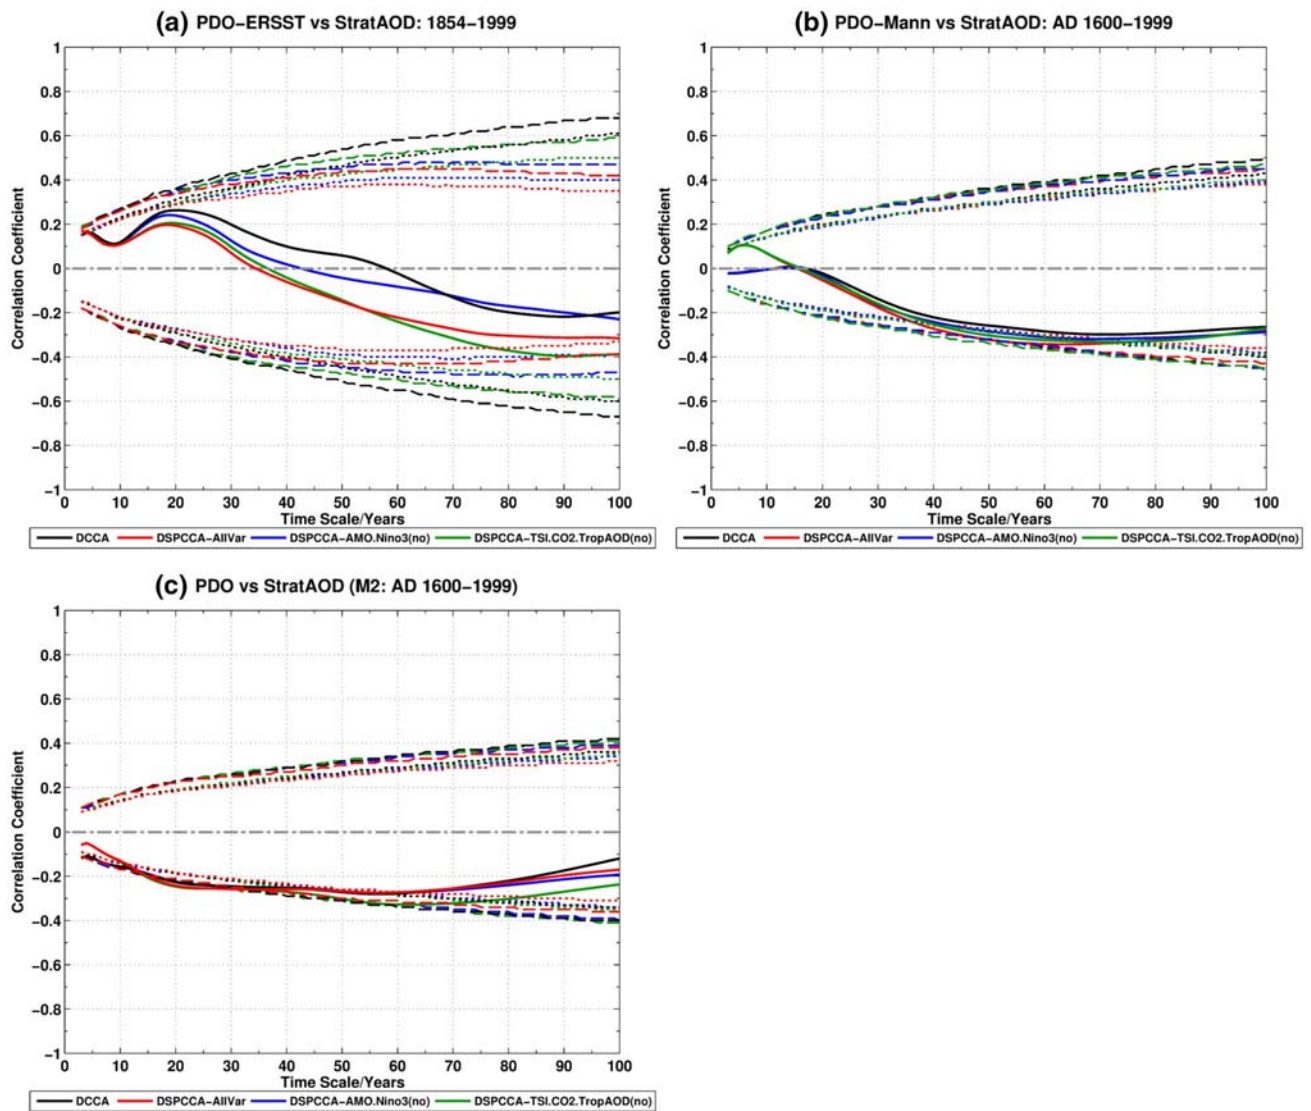 (a) PDO-ERSST vs StratAOD: 1854-1999
1
0.8
0.6
0.4
0.2
0
-0.2
-0.4
-0.6
-0.8
-1
Correlation Coefficient
0 10 20 30 40 50 60 70 80 90 100
Time Scale/Years
DCCA DSPCCA-AllVar DSPCCA-AMO.Nino3(no) DSPCCA-TSI.CO2.TropAOD(no)
(b) PDO-Mann vs StratAOD: AD 1600-1999
1
0.8
0.6
0.4
0.2
0
-0.2
-0.4
-0.6
-0.8
-1
Correlation Coefficient
0 10 20 30 40 50 60 70 80 90 100
Time Scale/Years
DCCA DSPCCA-AllVar DSPCCA-AMO.Nino3(no) DSPCCA-TSI.CO2.TropAOD(no)
(c) PDO vs StratAOD (M2: AD 1600-1999)
1
0.8
0.6
0.4
0.2
0
-0.2
-0.4
-0.6
-0.8
-1
Correlation Coefficient
0 10 20 30 40 50 60 70 80 90 100
Time Scale/Years
DCCA DSPCCA-AllVar DSPCCA-AMO.Nino3(no) DSPCCA-TSI.CO2.TropAOD(no)